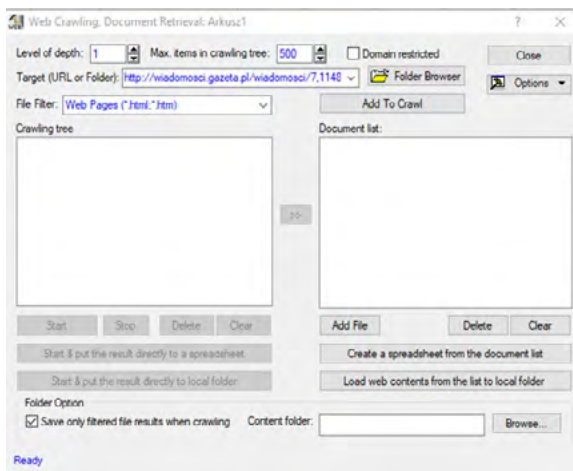 Web Crawling, Document Retrieval: Arkusz1 ? ×
Level of depth: 1 Max. items in crawling tree: 500 Domain restricted Close
Target (URL or Folder): http://wiadomosci.gazeta.pl/wiadomosci/7,1148 Folder Browser Options
File Filter: Web Pages (*.html;*.htm) Add To Crawl
Crawling tree Document list:
>>
Start Stop Delete Clear Add File Delete Clear
Start & put the result directly to a spreadsheet Create a spreadsheet from the document list
Start & put the result directly to local folder Load web contents from the list to local folder
Folder Option
Save only filtered file results when crawling Content folder: Browse...
Ready